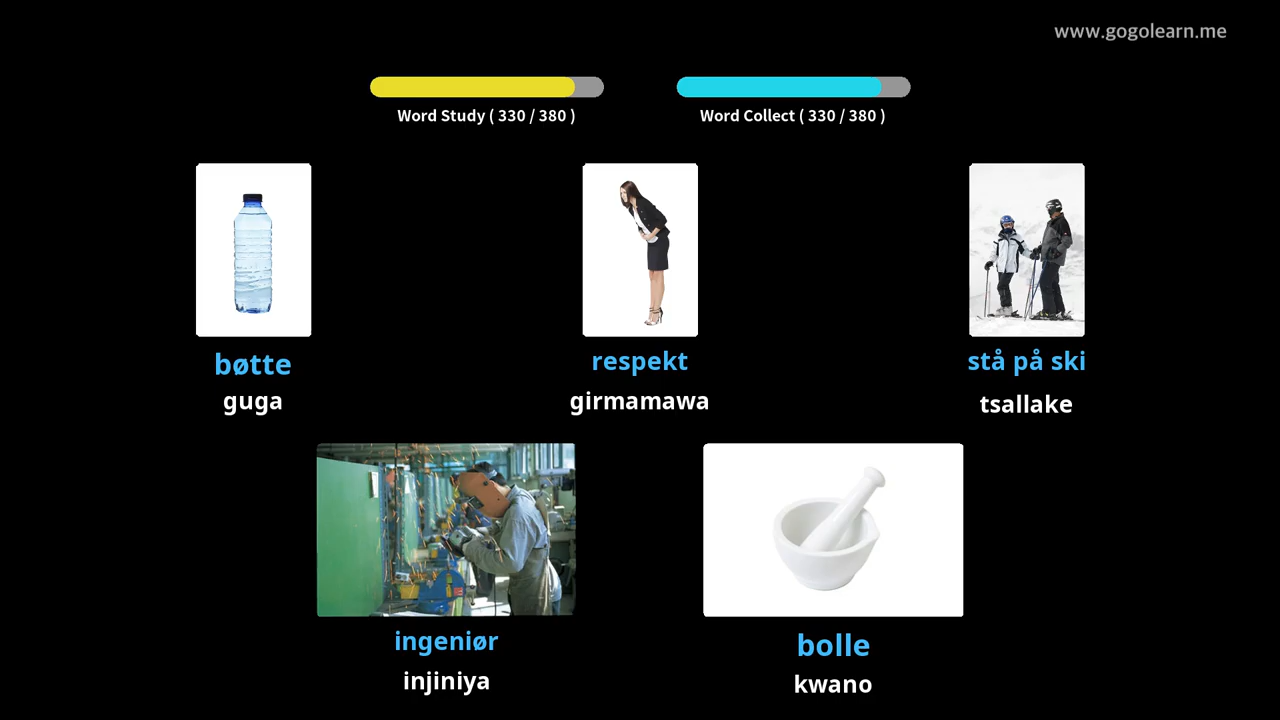 www.gogolearn.me
Word Study ( 330 / 380 )
Word Collect ( 330 / 380 )
bøtte
guga
respekt
girmamawa
stå på ski
tsallake
ingeniør
injiniya
bolle
kwano